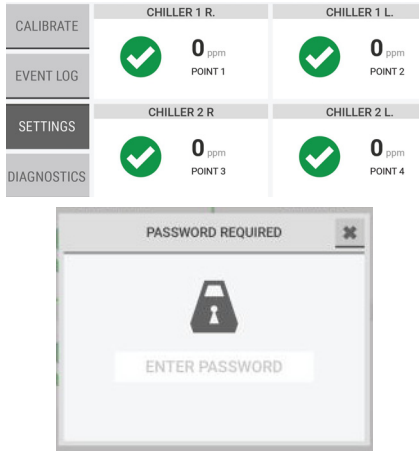 CALIBRATE
EVENT LOG
SETTINGS
DIAGNOSTICS
CHILLER 1 R.
0 ppm
POINT 1
CHILLER 1 L.
0 ppm
POINT 2
CHILLER 2 R
0 ppm
POINT 3
CHILLER 2 L.
0 ppm
POINT 4
PASSWORD REQUIRED
ENTER PASSWORD